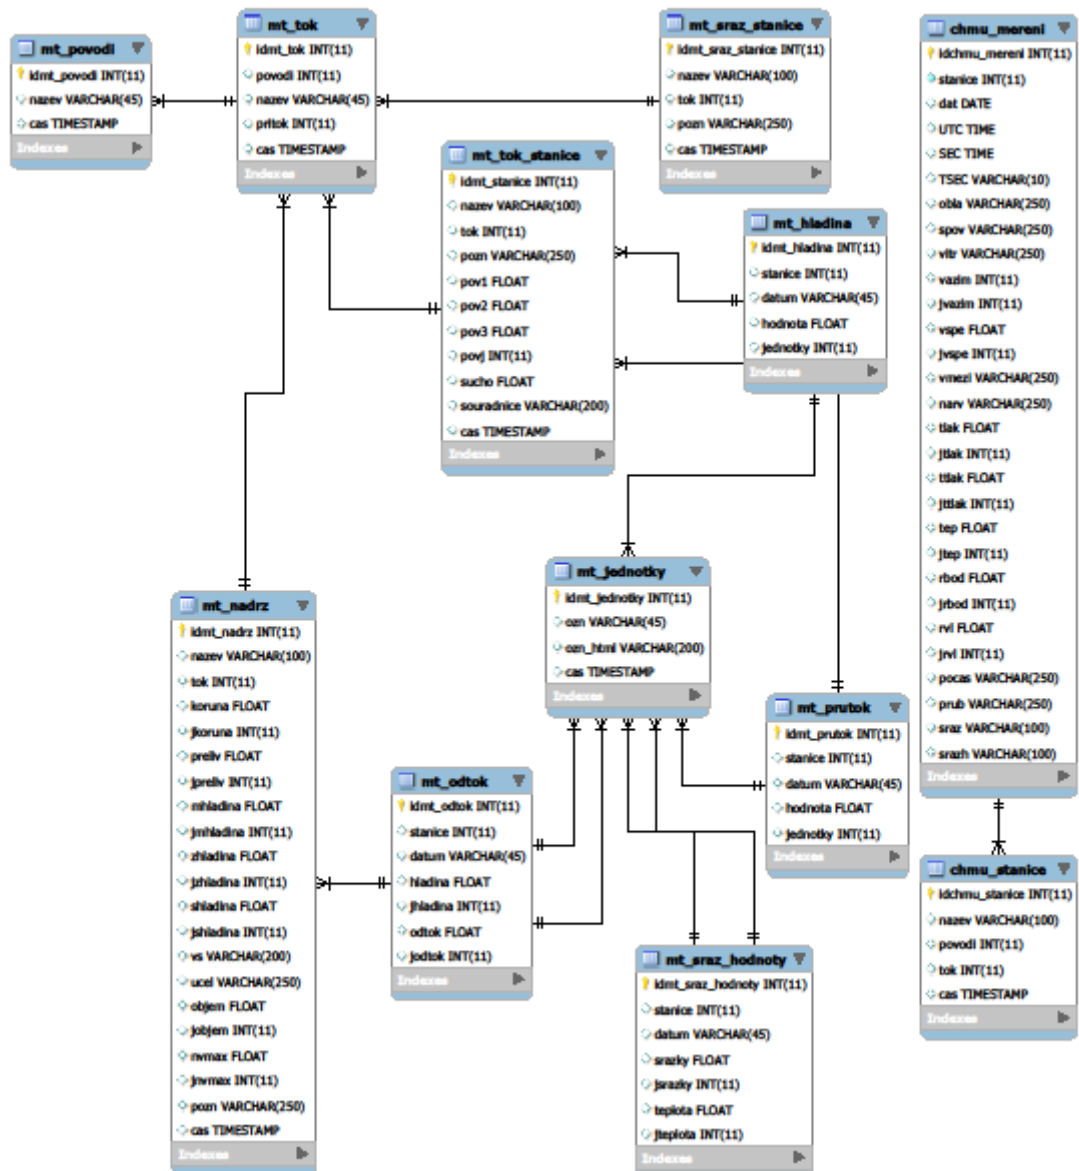 mt_povodi
idmt_povodi INT(11)
nazev VARCHAR(45)
cas TIMESTAMP
Indexes
mt_tok
idmt_tok INT(11)
povodi INT(11)
nazev VARCHAR(45)
pritok INT(11)
cas TIMESTAMP
Indexes
mt_sraz_stanice
idmt_sraz_stanice INT(11)
nazev VARCHAR(100)
tok INT(11)
pozn VARCHAR(250)
cas TIMESTAMP
Indexes
mt_tok_stanice
idmt_stanice INT(11)
nazev VARCHAR(100)
tok INT(11)
pozn VARCHAR(250)
pov1 FLOAT
pov2 FLOAT
pov3 FLOAT
povj INT(11)
sucho FLOAT
souradnice VARCHAR(200)
cas TIMESTAMP
Indexes
mt_hladina
idmt_hladina INT(11)
stanice INT(11)
datum VARCHAR(45)
hodnota FLOAT
jednotky INT(11)
Indexes
chmu_mereni
idchmu_mereni INT(11)
stanice INT(11)
dat DATE
UTC TIME
SEC TIME
TSEC VARCHAR(10)
obla VARCHAR(250)
spov VARCHAR(250)
vitr VARCHAR(250)
vazim INT(11)
jvazim INT(11)
vspe FLOAT
jvspe INT(11)
vmezi VARCHAR(250)
narv VARCHAR(250)
tlak FLOAT
jtlak INT(11)
ttlak FLOAT
jttlak INT(11)
tep FLOAT
jtep INT(11)
rbod FLOAT
jrbod INT(11)
rvl FLOAT
jrvl INT(11)
pocas VARCHAR(250)
prub VARCHAR(250)
sraz VARCHAR(100)
srazh VARCHAR(100)
Indexes
mt_nadrz
idmt_nadrz INT(11)
nazev VARCHAR(100)
tok INT(11)
koruna FLOAT
jkoruna INT(11)
preliv FLOAT
jpreliv INT(11)
mhladina FLOAT
jmhladina INT(11)
zhladina FLOAT
jzhladina INT(11)
shladina FLOAT
jshladina INT(11)
vs VARCHAR(200)
ucel VARCHAR(250)
objem FLOAT
jobjem INT(11)
nvmax FLOAT
jnvmax INT(11)
pozn VARCHAR(250)
cas TIMESTAMP
Indexes
mt_jednotky
idmt_jednotky INT(11)
ozn VARCHAR(45)
ozn_html VARCHAR(200)
cas TIMESTAMP
Indexes
mt_odtok
idmt_odtok INT(11)
stanice INT(11)
datum VARCHAR(45)
hladina FLOAT
jhladina INT(11)
odtok FLOAT
jodtok INT(11)
Indexes
mt_prutok
idmt_prutok INT(11)
stanice INT(11)
datum VARCHAR(45)
hodnota FLOAT
jednotky INT(11)
Indexes
mt_sraz_hodnoty
idmt_sraz_hodnoty INT(11)
stanice INT(11)
datum VARCHAR(45)
srazky FLOAT
jsrazky INT(11)
teplota FLOAT
jteplota INT(11)
Indexes
chmu_stanice
idchmu_stanice INT(11)
nazev VARCHAR(100)
povodi INT(11)
tok INT(11)
cas TIMESTAMP
Indexes